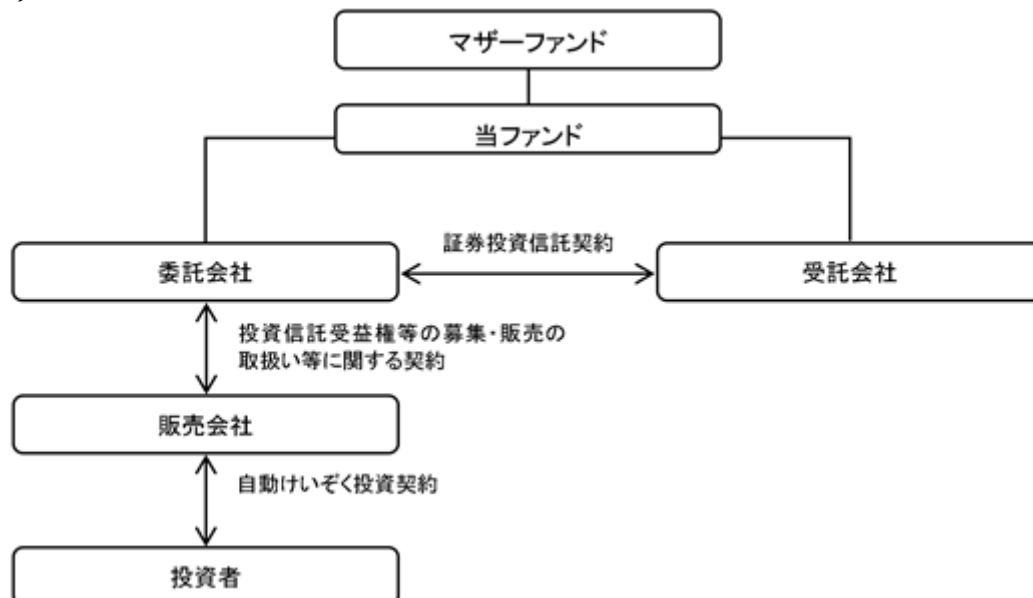 マザーファンド
当ファンド
証券投資信託契約
委託会社
受託会社
投資信託受益権等の募集・販売の
取扱い等に関する契約
販売会社
自動けいぞく投資契約
投資者